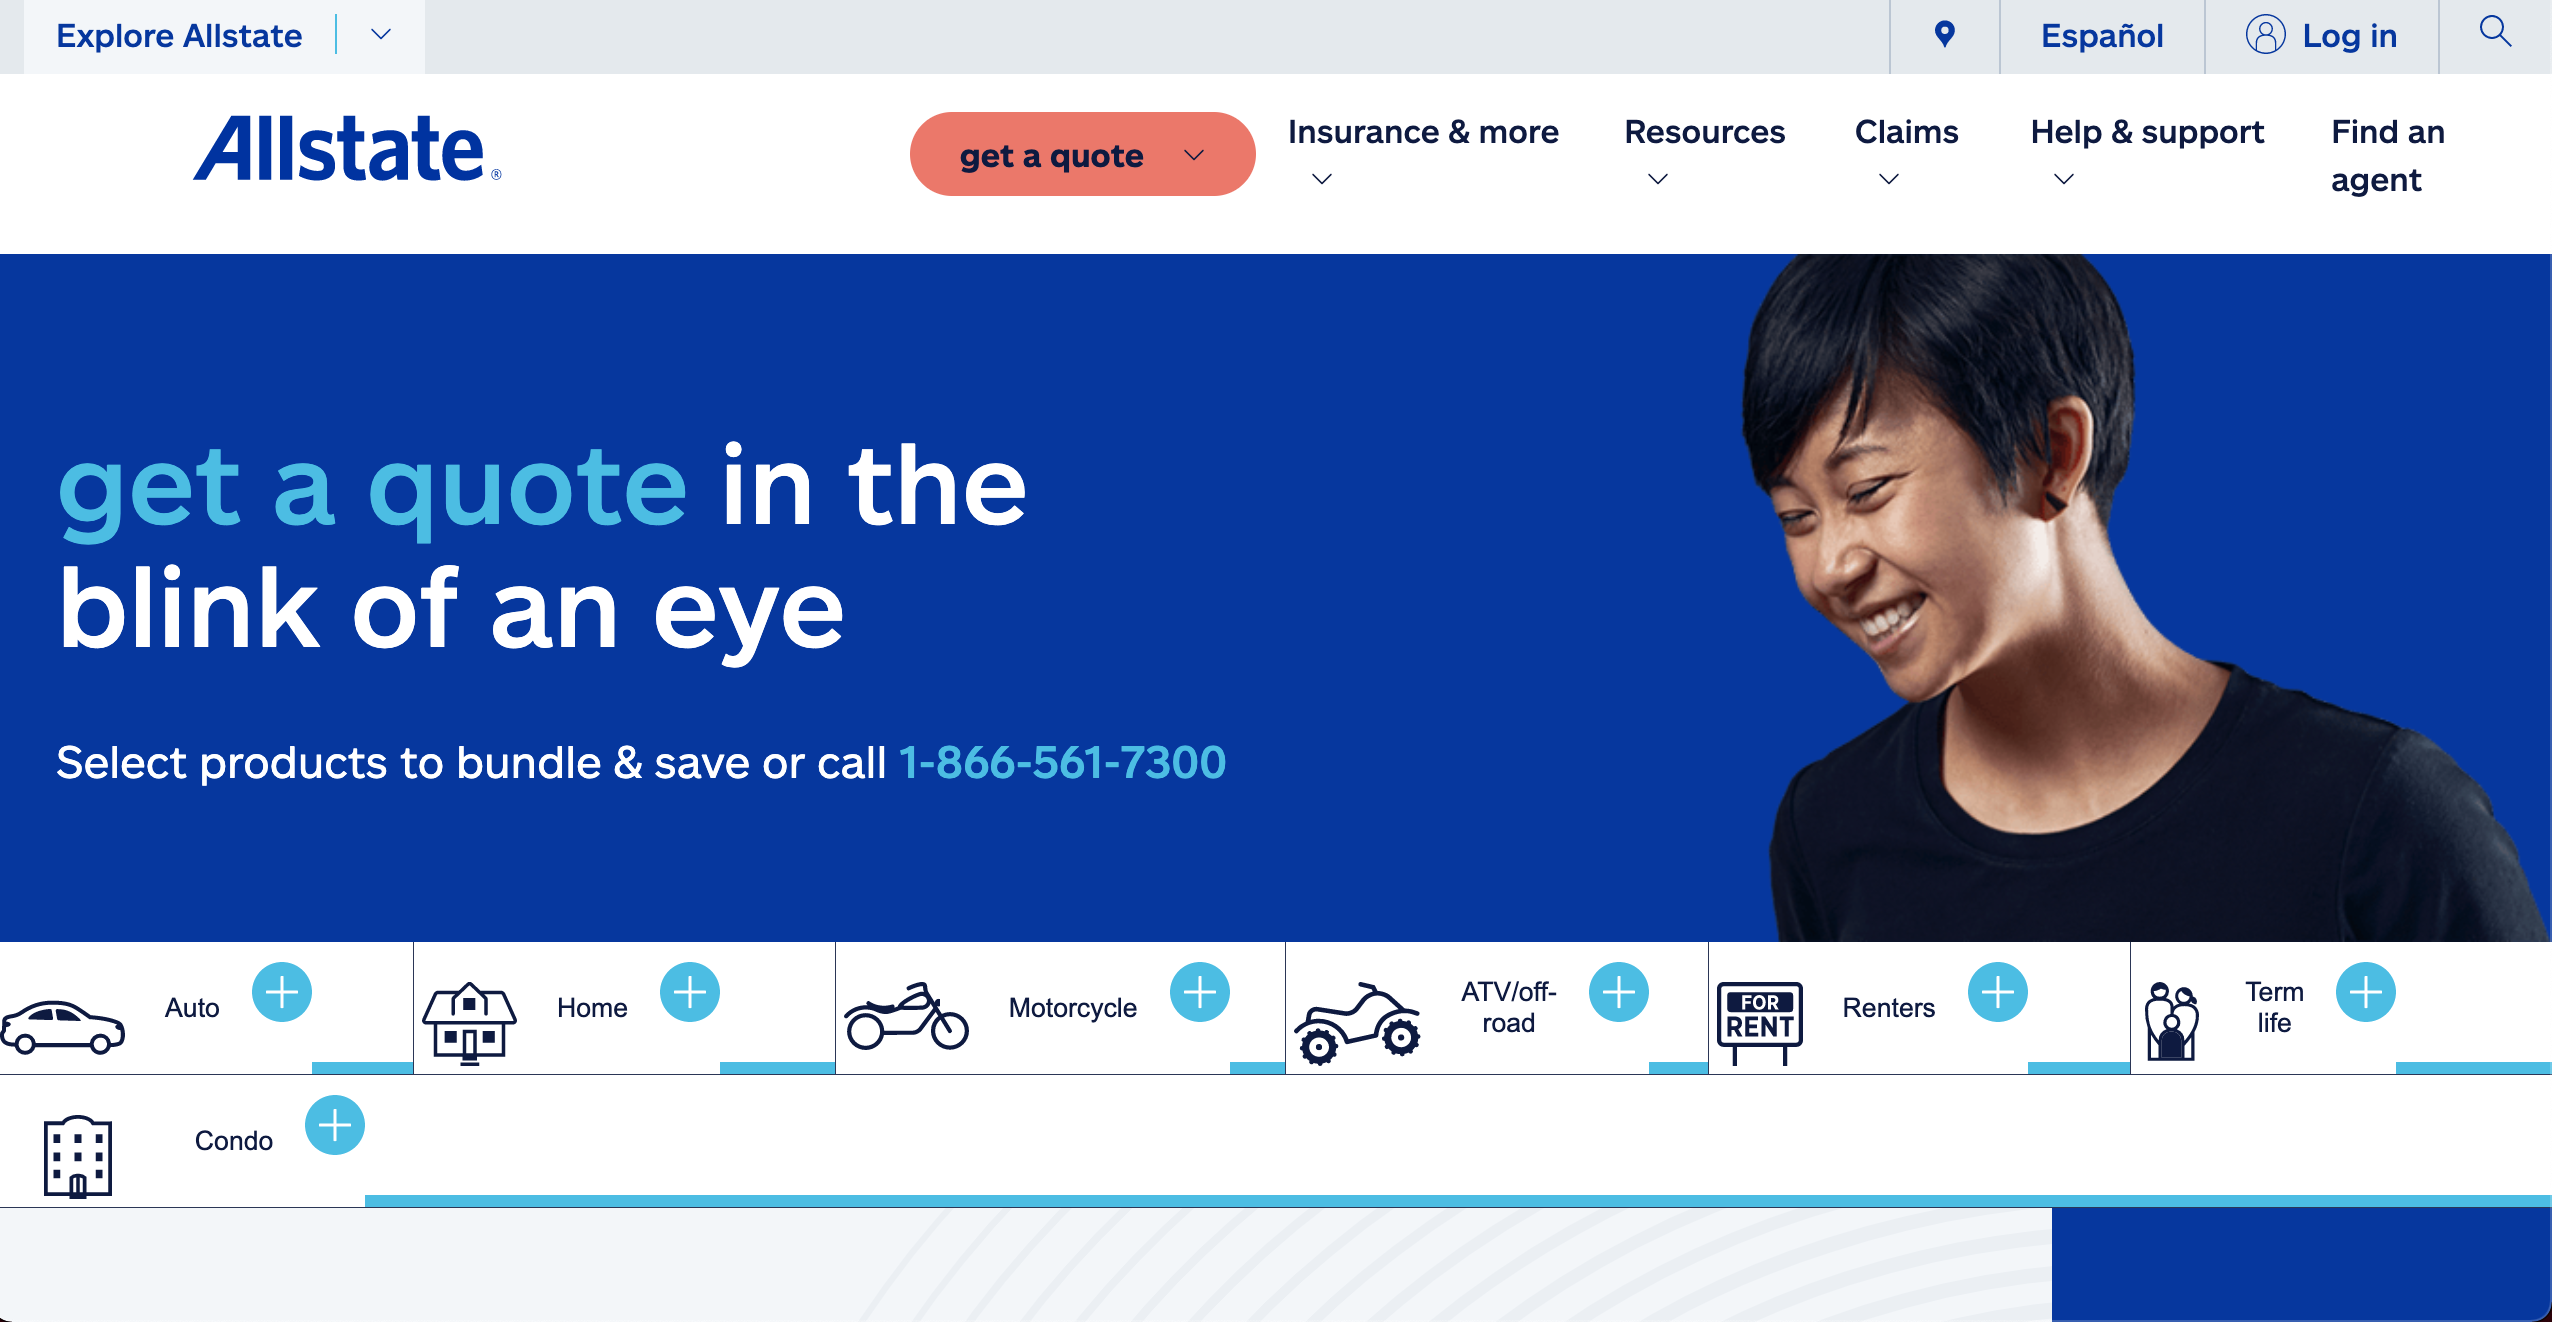 Explore Allstate
Español
Log in
Allstate®
get a quote
Insurance & more
Resources
Claims
Help & support
Find an
agent
get a quote in the
blink of an eye
Select products to bundle & save or call 1-866-561-7300
Auto
Home
Motorcycle
ATV/off-
road
FOR
RENT
Renters
Term
life
Condo